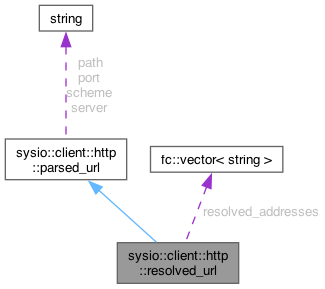 string
path
port
scheme
server
sysio::client::http
::parsed_url
fc::vector< string >
resolved_addresses
sysio::client::http
::resolved_url